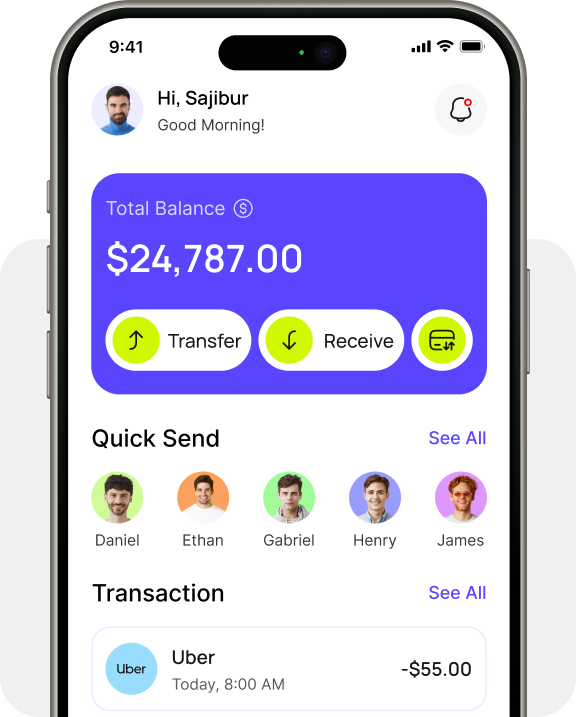 9:41
Hi, Sajibur
Good Morning!
Total Balance $
$24,787.00
Transfer Receive
Quick Send See All
Daniel Ethan Gabriel Henry James
Transaction See All
Uber
Uber
Today, 8:00 AM
-$55.00